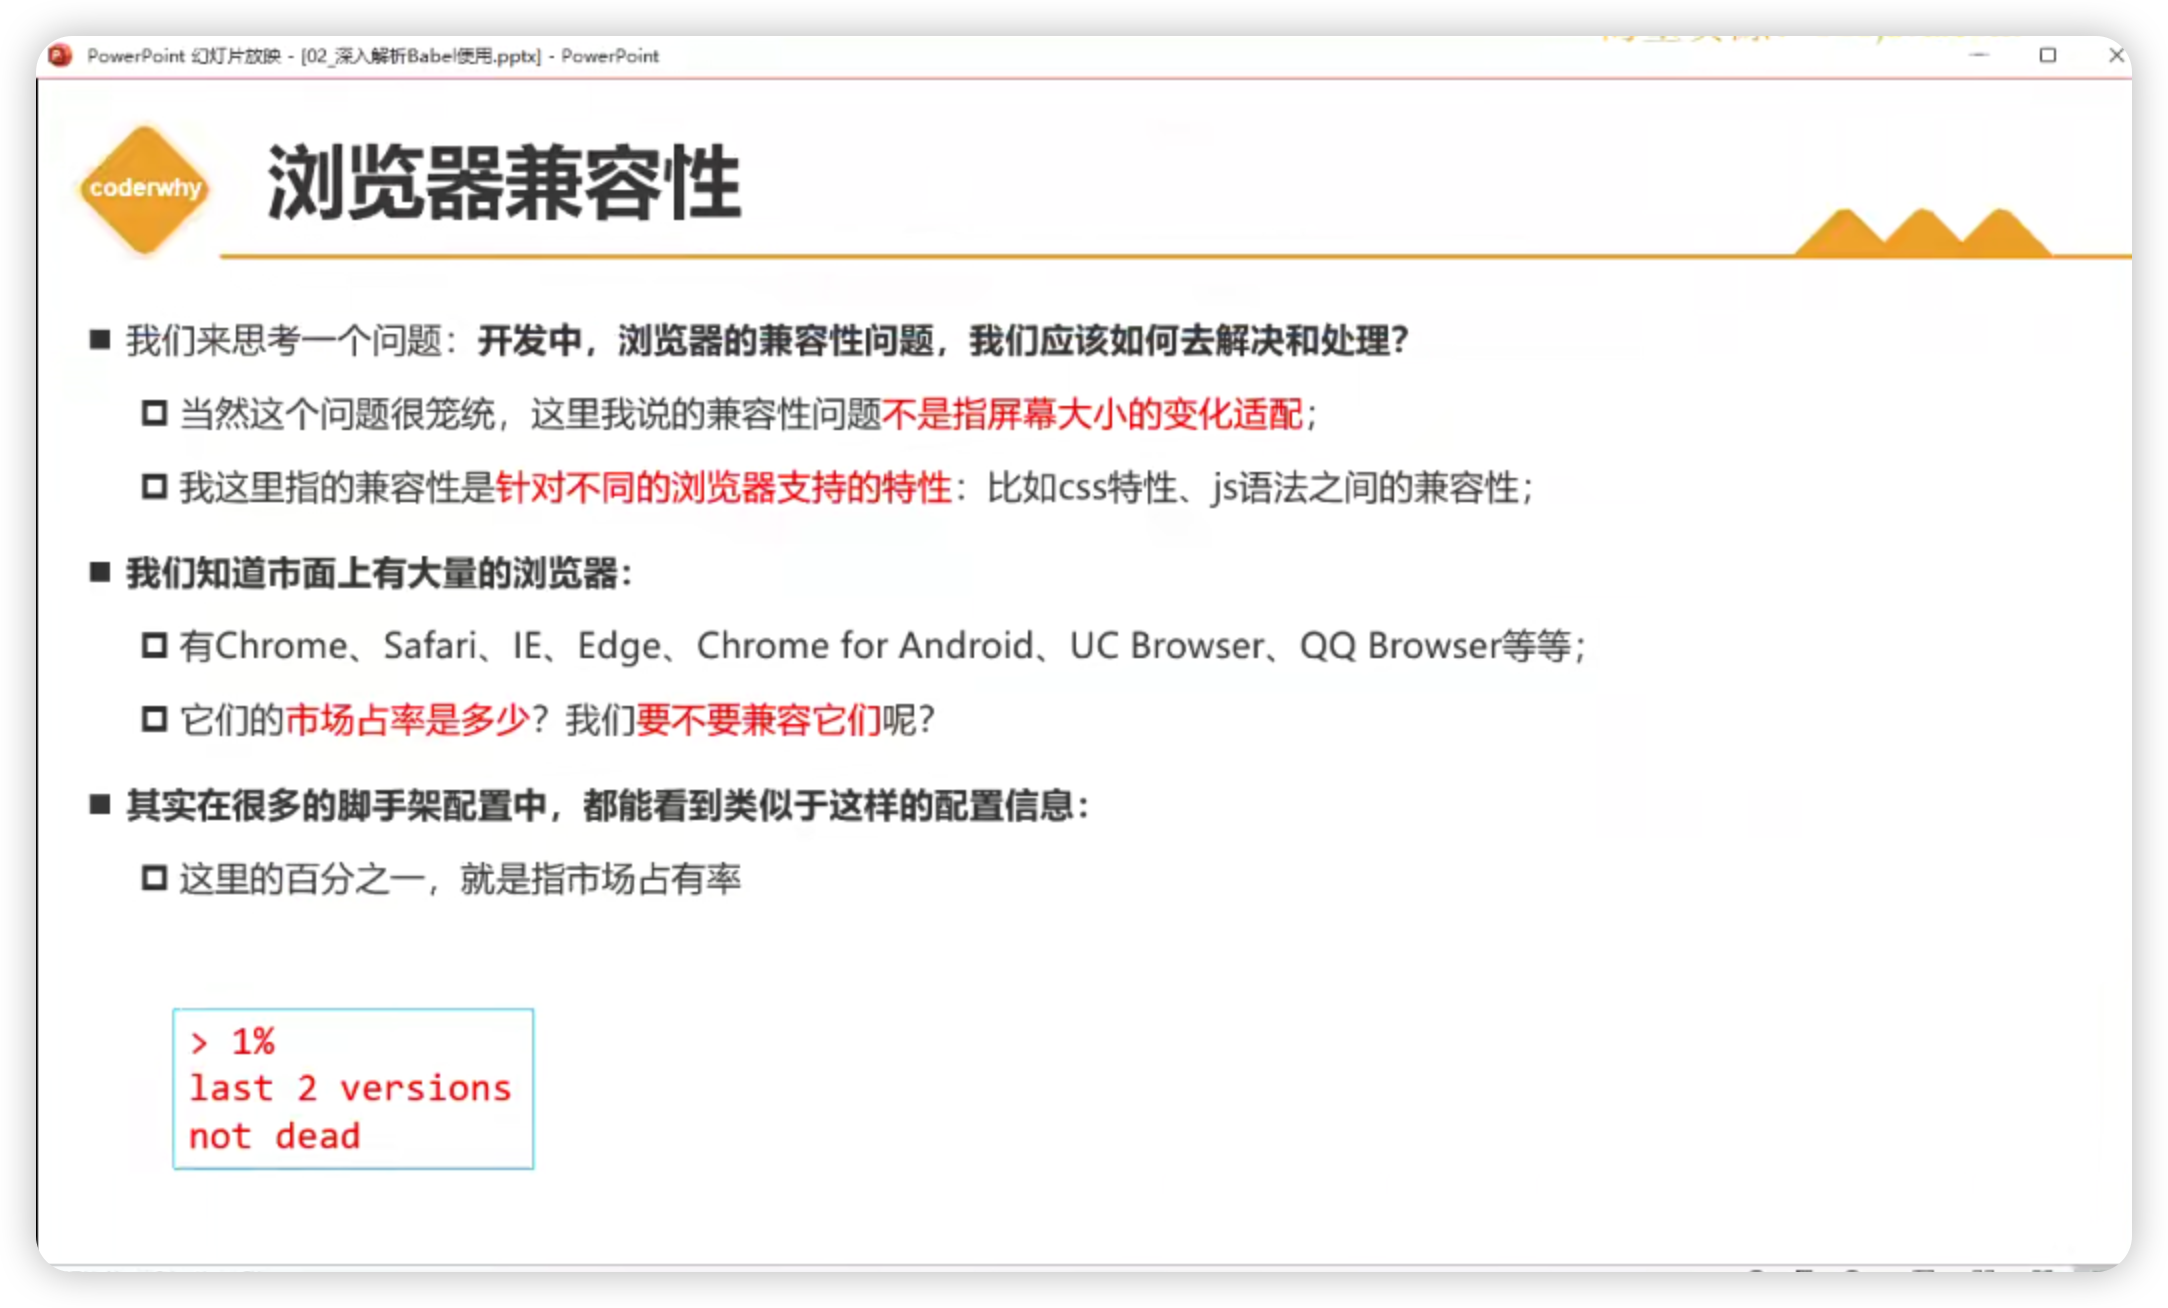 PowerPoint 幻灯片放映 - [02_深入解析Babel使用.pptx] - PowerPoint
coderwhy
浏览器兼容性
我们来思考一个问题：开发中，浏览器的兼容性问题，我们应该如何去解决和处理？
当然这个问题很笼统，这里我说的兼容性问题不是指屏幕大小的变化适配；
我这里指的兼容性是针对不同的浏览器支持的特性：比如css特性、js语法之间的兼容性；
我们知道市面上有大量的浏览器：
有Chrome、Safari、IE、Edge、Chrome for Android、UC Browser、QQ Browser等等；
它们的市场占率是多少？我们要不要兼容它们呢？
其实在很多的脚手架配置中，都能看到类似于这样的配置信息：
这里的百分之一，就是指市场占有率
> 1%
last 2 versions
not dead